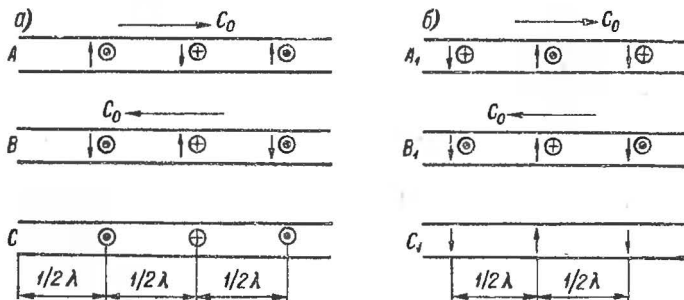 а) C₀ б) C₀
A A₁
C₀ C₀
B B₁
C C₁
1/2 λ 1/2 λ 1/2 λ 1/2 λ 1/2 λ